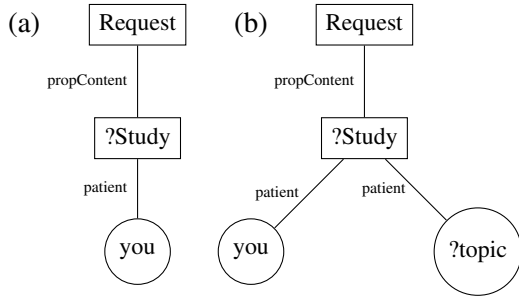 (a)
Request
propContent
?Study
patient
you
(b)
Request
propContent
?Study
patient
patient
you
?topic